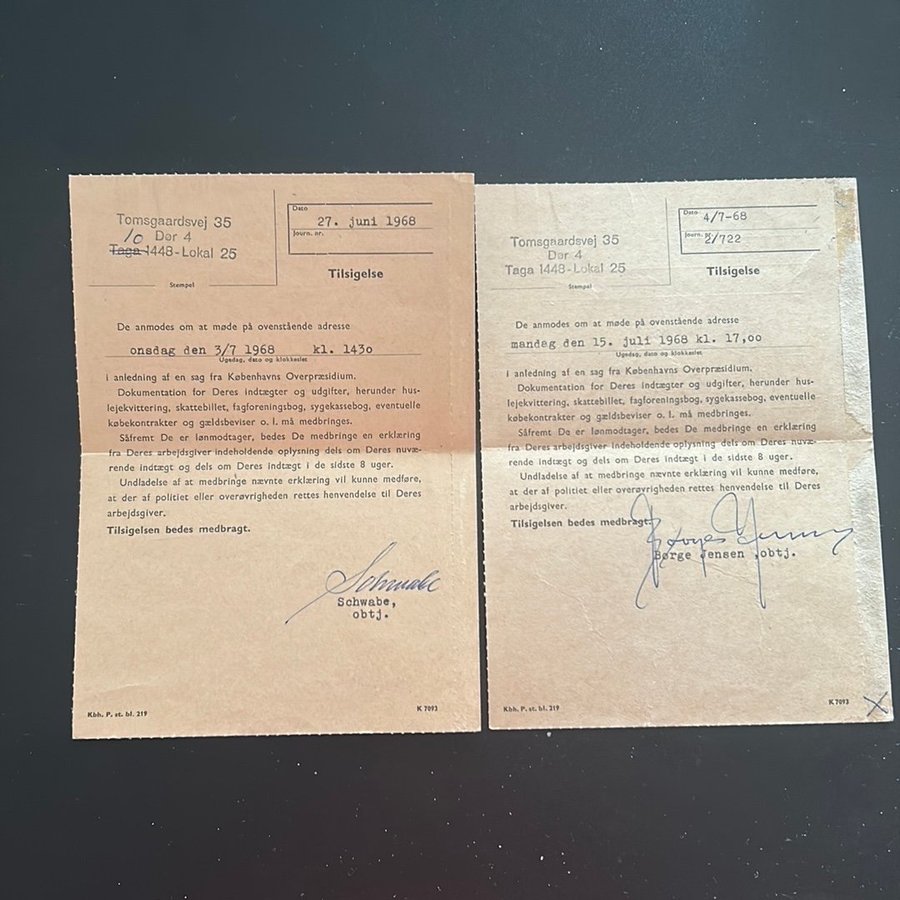 Tomsgaardsvej 35
10 Dør 4
Taga 1448-Lokal 25
Stempel
Dato
27. juni 1968
Journ. nr.
Tilsigelse
De anmodes om at møde på ovenstående adresse
onsdag den 3/7 1968 kl. 1430
Ugedag, dato og klokkeslet
i anledning af en sag fra Københavns Overpræsidium.
Dokumentation for Deres indtægter og udgifter, herunder hus-
lejekvittering, skattebillet, fagforeningsbog, sygekassebog, eventuelle
købekontrakter og gældsbeviser o. l. må medbringes.
Såfremt De er lønmodtager, bedes De medbringe en erklæring
fra Deres arbejdsgiver indeholdende oplysning dels om Deres nuvæ-
rende indtægt og dels om Deres indtægt i de sidste 8 uger.
Undladelse af at medbringe nævnte erklæring vil kunne medføre,
at der af politiet eller overøvrigheden rettes henvendelse til Deres
arbejdsgiver.
Tilsigelsen bedes medbragt.
Schwabe
Schwabe,
obtj.
Kbh. P. st. bl. 219
K 7093
Tomsgaardsvej 35
Dør 4
Taga 1448-Lokal 25
Stempel
Dato
4/7-68
Journ. nr.
2/722
Tilsigelse
De anmodes om at møde på ovenstående adresse
mandag den 15. juli 1968 kl. 17,00
Ugedag, dato og klokkeslet
i anledning af en sag fra Københavns Overpræsidium.
Dokumentation for Deres indtægter og udgifter, herunder hus-
lejekvittering, skattebillet, fagforeningsbog, sygekassebog, eventuelle
købekontrakter og gældsbeviser o. l. må medbringes.
Såfremt De er lønmodtager, bedes De medbringe en erklæring
fra Deres arbejdsgiver indeholdende oplysning dels om Deres nuvæ-
rende indtægt og dels om Deres indtægt i de sidste 8 uger.
Undladelse af at medbringe nævnte erklæring vil kunne medføre,
at der af politiet eller overøvrigheden rettes henvendelse til Deres
arbejdsgiver.
Tilsigelsen bedes medbragt.
Børge Jensen
Børge Jensen ,obtj.
Kbh. P. st. bl. 219
K 7093
X